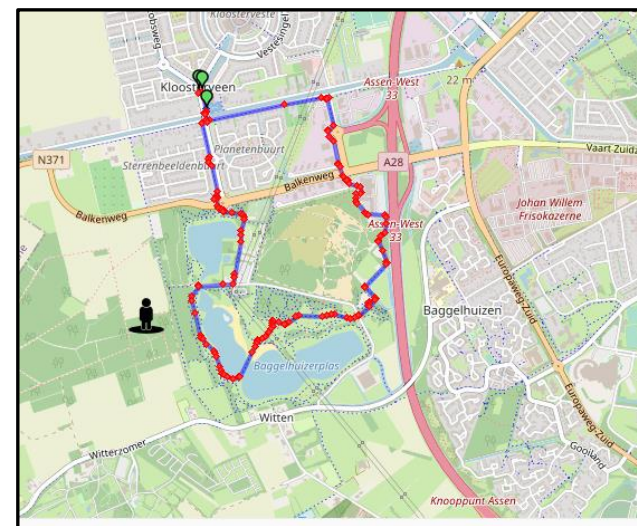 Kloosterveste
Vestesingel
obsweg
Kloosterveen
Assen-West
33
22 m
Planetenbuurt
Sterrenbeeldenbuurt
N371
A28
Vaart Zuidz
Balkenweg
Balkenweg
Assen-West
33
Johan Willem
Frisokazerne
Europaweg-Zuid
Baggelhuizen
Baggelhuizerplas
Witten
Witterzomer
Europaweg-Zuid
Gooiland
Knooppunt Assen